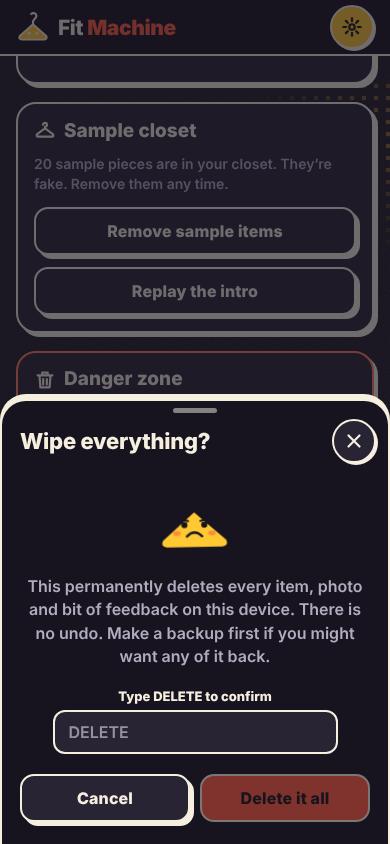 Fit Machine
Sample closet
20 sample pieces are in your closet. They're
fake. Remove them any time.
Remove sample items
Replay the intro
Danger zone
Wipe everything?
This permanently deletes every item, photo
and bit of feedback on this device. There is
no undo. Make a backup first if you might
want any of it back.
Type DELETE to confirm
DELETE
Cancel
Delete it all